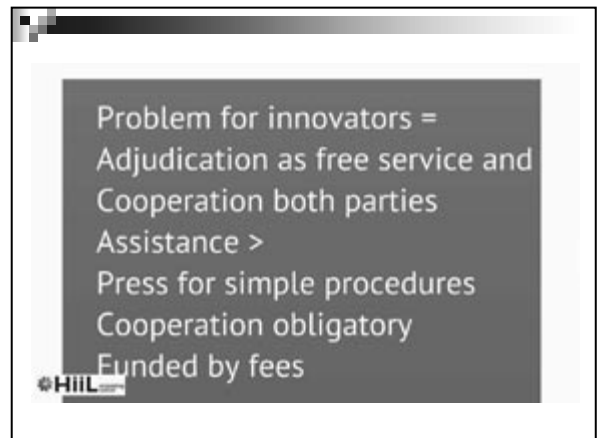 Problem for innovators =
Adjudication as free service and
Cooperation both parties
Assistance >
Press for simple procedures
Cooperation obligatory
Funded by fees
HiiL